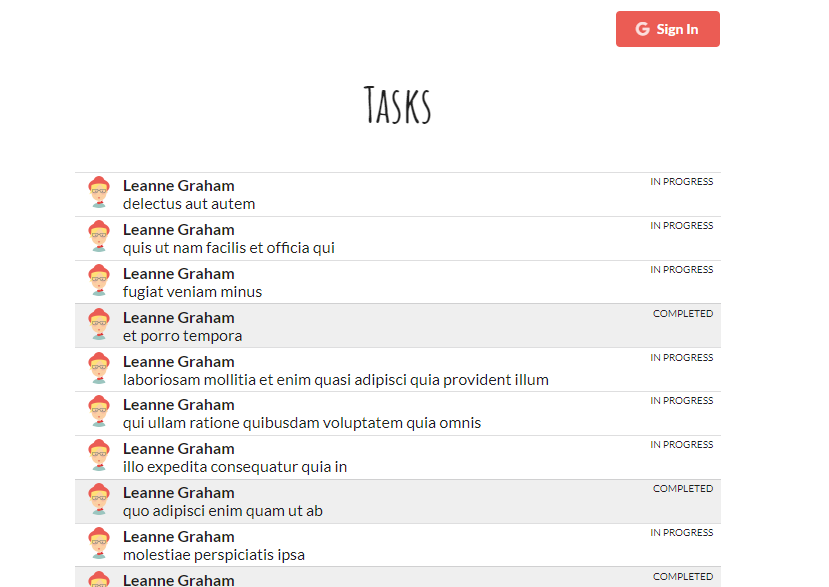 Sign In
Tasks
Leanne Graham
IN PROGRESS
delectus aut autem
Leanne Graham
IN PROGRESS
quis ut nam facilis et officia qui
Leanne Graham
IN PROGRESS
fugiat veniam minus
Leanne Graham
COMPLETED
et porro tempora
Leanne Graham
IN PROGRESS
laboriosam mollitia et enim quasi adipisci quia provident illum
Leanne Graham
IN PROGRESS
qui ullam ratione quibusdam voluptatem quia omnis
Leanne Graham
IN PROGRESS
illo expedita consequatur quia in
Leanne Graham
COMPLETED
quo adipisci enim quam ut ab
Leanne Graham
IN PROGRESS
molestiae perspiciatis ipsa
Leanne Graham
COMPLETED